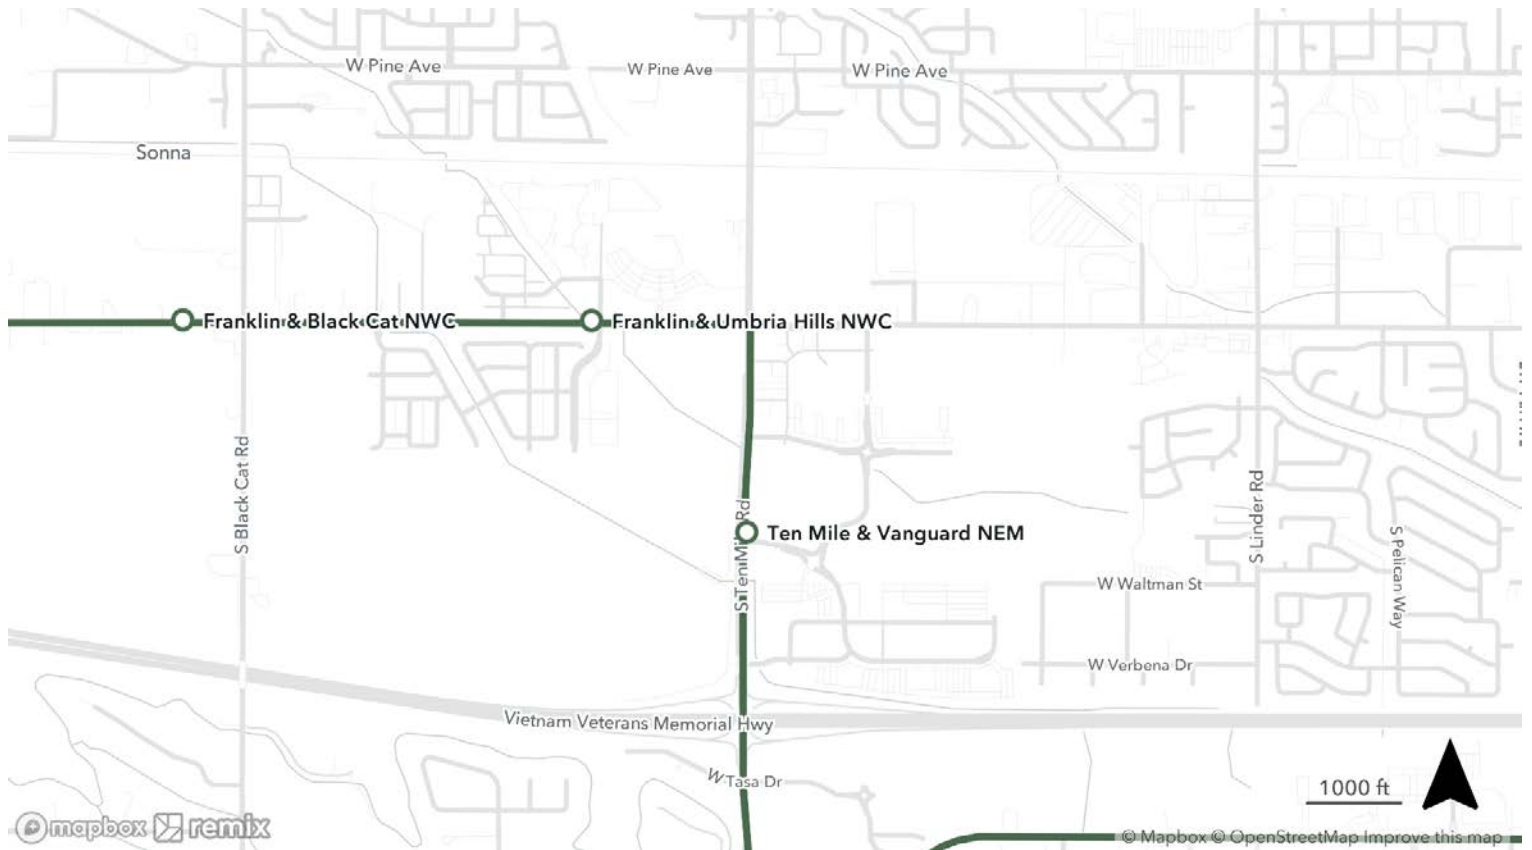 W Pine Ave
W Pine Ave
W Pine Ave
Sonna
Franklin & Black Cat NWC
Franklin & Umbria Hills NWC
S Black Cat Rd
S Ten Mile Rd
Ten Mile & Vanguard NEM
S Linder Rd
S Pelican Way
W Waltman St
W Verbena Dr
Vietnam Veterans Memorial Hwy
W Tasa Dr
1000 ft
mapbox remix
© Mapbox © OpenStreetMap Improve this map